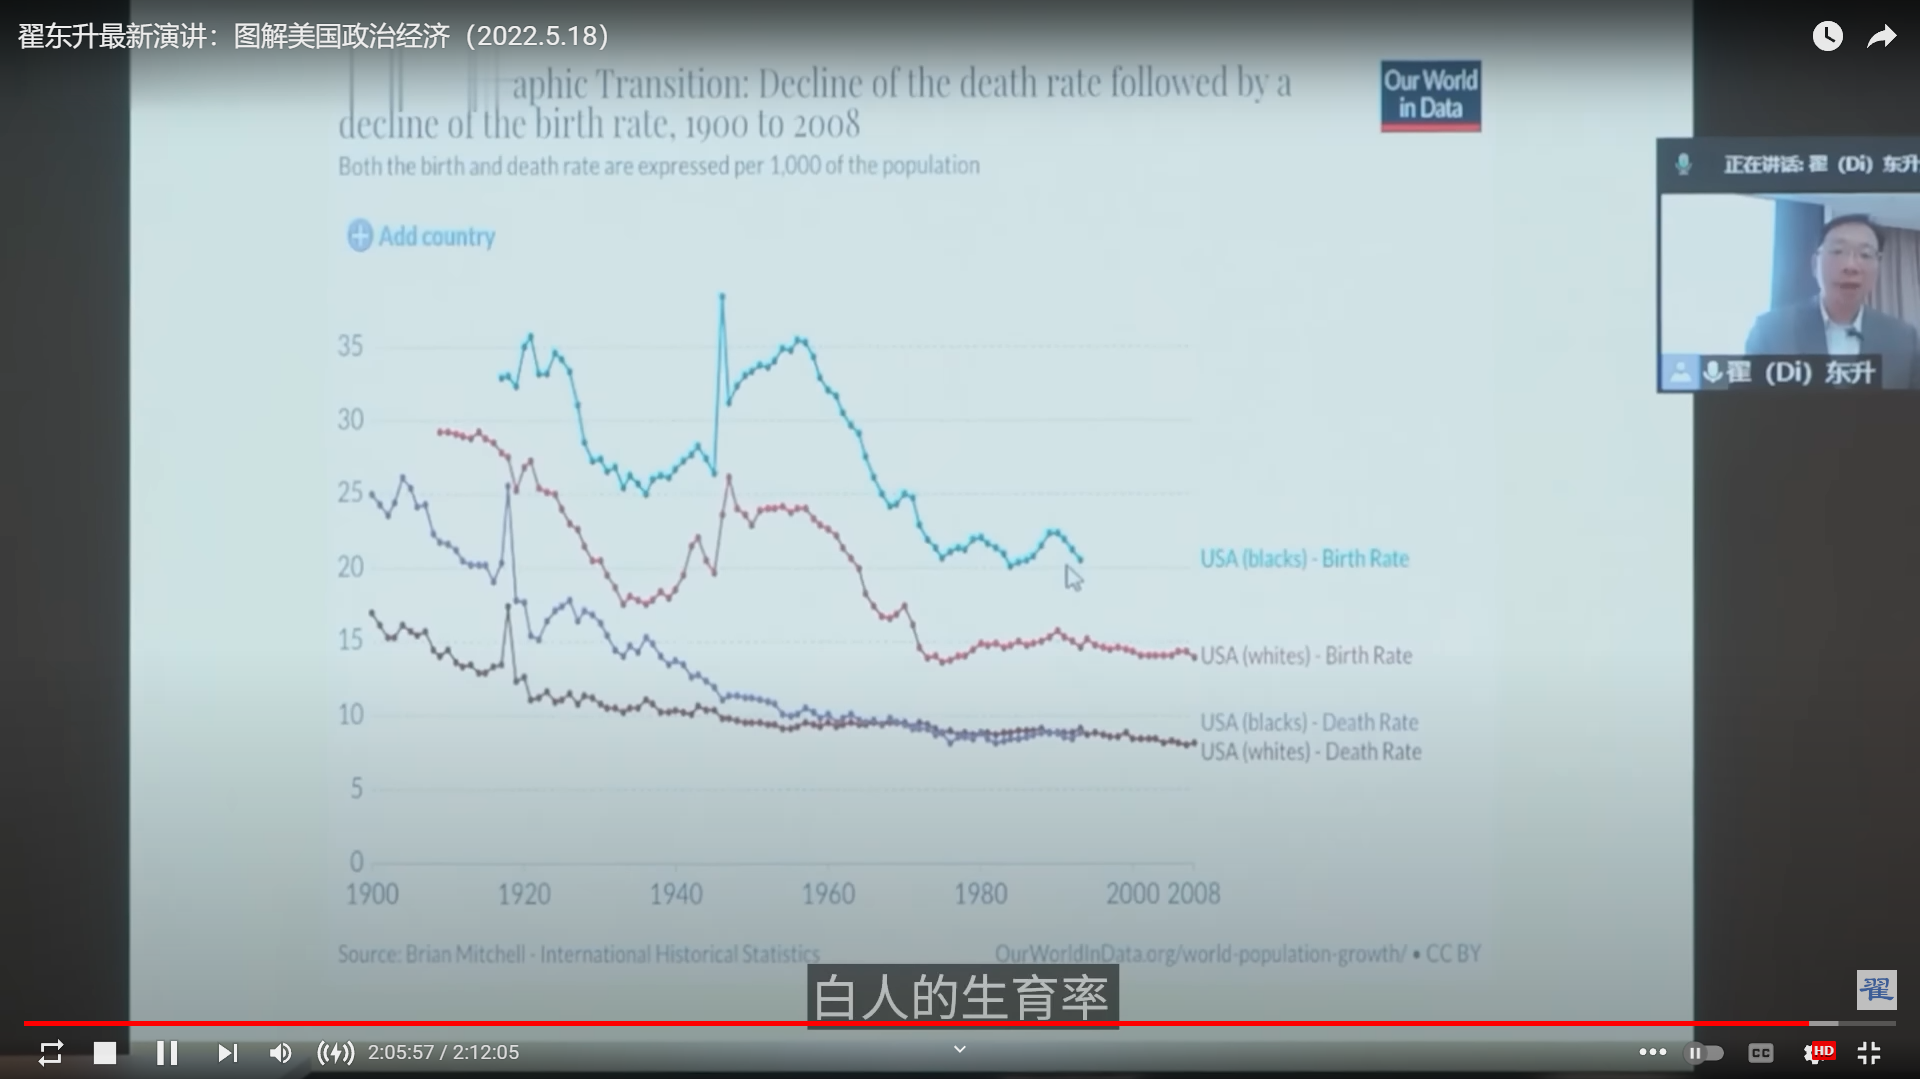 翟东升最新演讲：图解美国政治经济（2022.5.18）
aphic Transition: Decline of the death rate followed by a
decline of the birth rate, 1900 to 2008
Both the birth and death rate are expressed per 1,000 of the population
Our World
in Data
正在讲话: 翟（Di）东升
翟（Di）东升
Add country
35
30
25
20
15
10
5
0
1900
1920
1940
1960
1980
2000
2008
USA (blacks) - Birth Rate
USA (whites) - Birth Rate
USA (blacks) - Death Rate
USA (whites) - Death Rate
Source: Brian Mitchell - International Historical Statistics
OurWorldInData.org/world-population-growth/ • CC BY
白人的生育率
翟
2:05:57 / 2:12:05
CC
HD